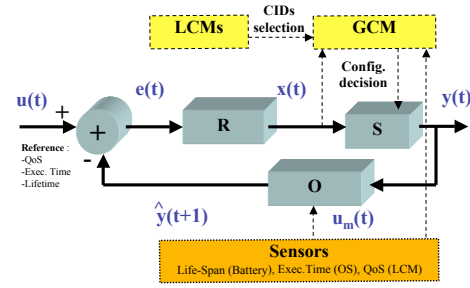 CIDs
selection
LCMs
GCM
Config.
decision
u(t)
+
e(t)
x(t)
y(t)
+
R
S
-
Reference :
-QoS
-Exec. Time
-Lifetime
O
ŷ(t+1)
uₘ(t)
Sensors
Life-Span (Battery), Exec.Time (OS), QoS (LCM)